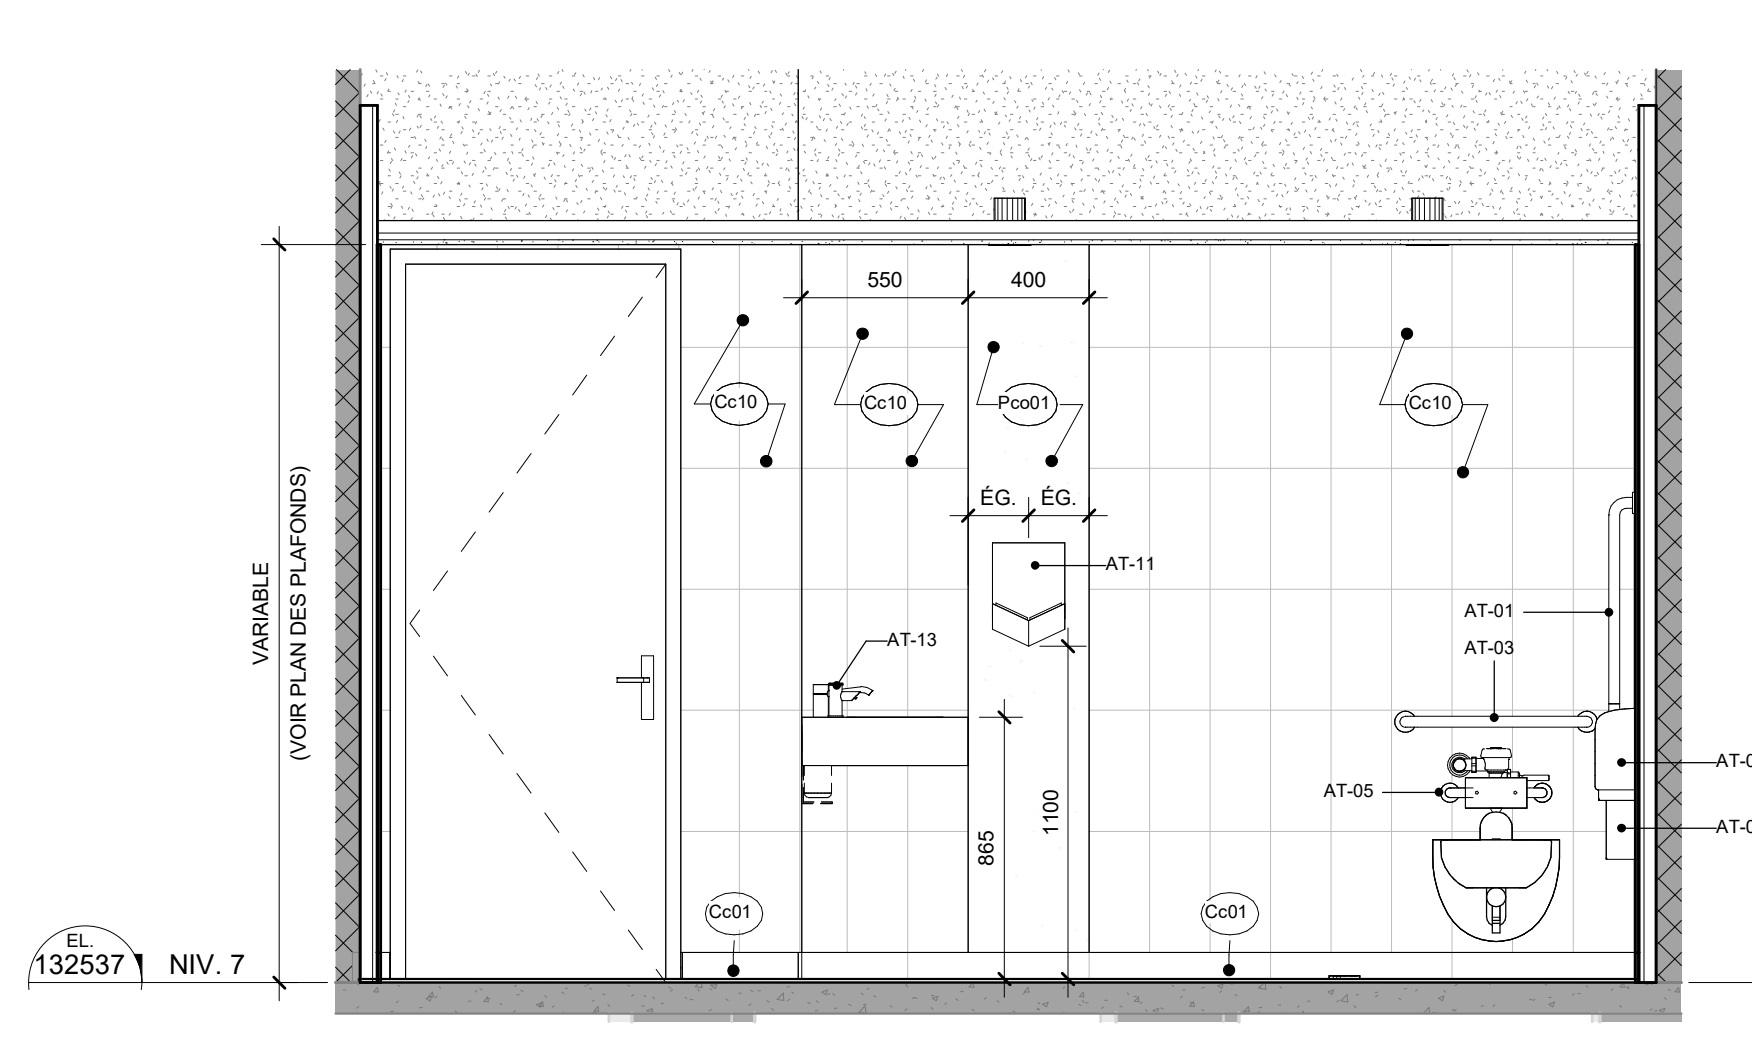 550
400
Cc10
Cc10
Pco01
Cc10
ÉG.
ÉG.
AT-11
VARIABLE
(VOIR PLAN DES PLAFONDS)
AT-01
AT-13
AT-03
AT-05
1100
865
Cc01
Cc01
EL.
132537
NIV. 7